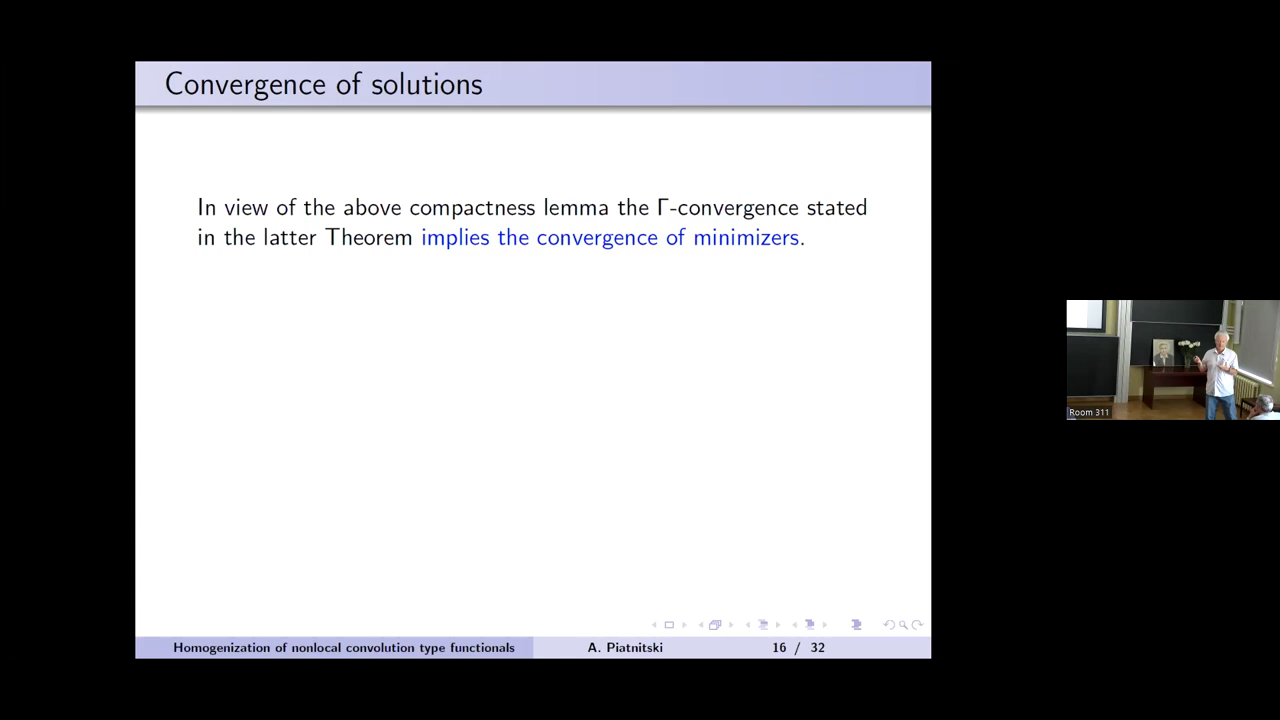 Convergence of solutions
In view of the above compactness lemma the Γ-convergence stated
in the latter Theorem implies the convergence of minimizers.
Room 311
Homogenization of nonlocal convolution type functionals A. Piatnitski 16 / 32